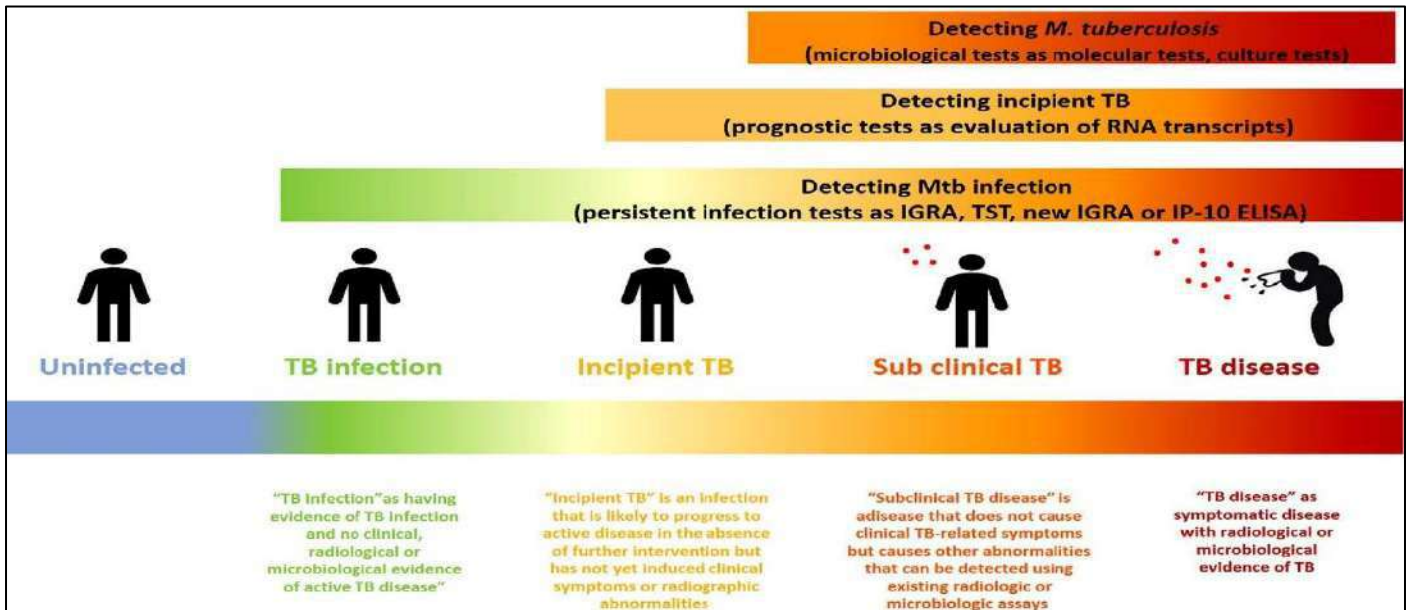 Detecting M. tuberculosis
(microbiological tests as molecular tests, culture tests)
Detecting incipient TB
(prognostic tests as evaluation of RNA transcripts)
Detecting Mtb infection
(persistent infection tests as IGRA, TST, new IGRA or IP-10 ELISA)
Uninfected
TB infection
Incipient TB
Sub clinical TB
TB disease
"TB Infection"as having
evidence of TB Infection
and no clinical,
radiological or
microbiological evidence
of active TB disease"
"Incipient TB" is an infection
that is likely to progress to
active disease in the absence
of further intervention but
has not yet induced clinical
symptoms or radiographic
abnormalities
"Subclinical TB disease" is
adisease that does not cause
clinical TB-related symptoms
but causes other abnormalities
that can be detected using
existing radiologic or
microbiologic assays
"TB disease" as
symptomatic disease
with radiological or
microbiological
evidence of TB